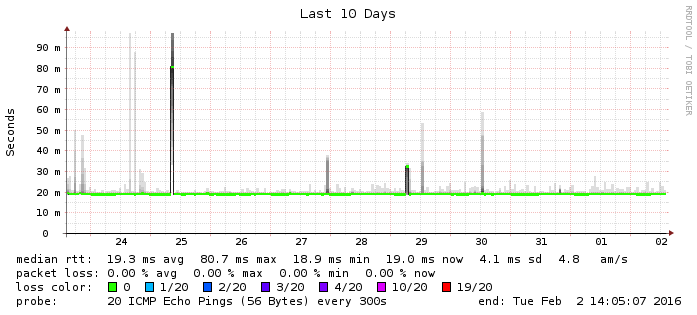 Last 10 Days
RRDTOOL / TOBI OETIKER
Seconds
90 m
80 m
70 m
60 m
50 m
40 m
30 m
20 m
10 m
0
24 25 26 27 28 29 30 31 01 02
median rtt: 19.3 ms avg 80.7 ms max 18.9 ms min 19.0 ms now 4.1 ms sd 4.8 am/s
packet loss: 0.00 % avg 0.00 % max 0.00 % min 0.00 % now
loss color: 0 1/20 2/20 3/20 4/20 10/20 19/20
probe: 20 ICMP Echo Pings (56 Bytes) every 300s end: Tue Feb 2 14:05:07 2016